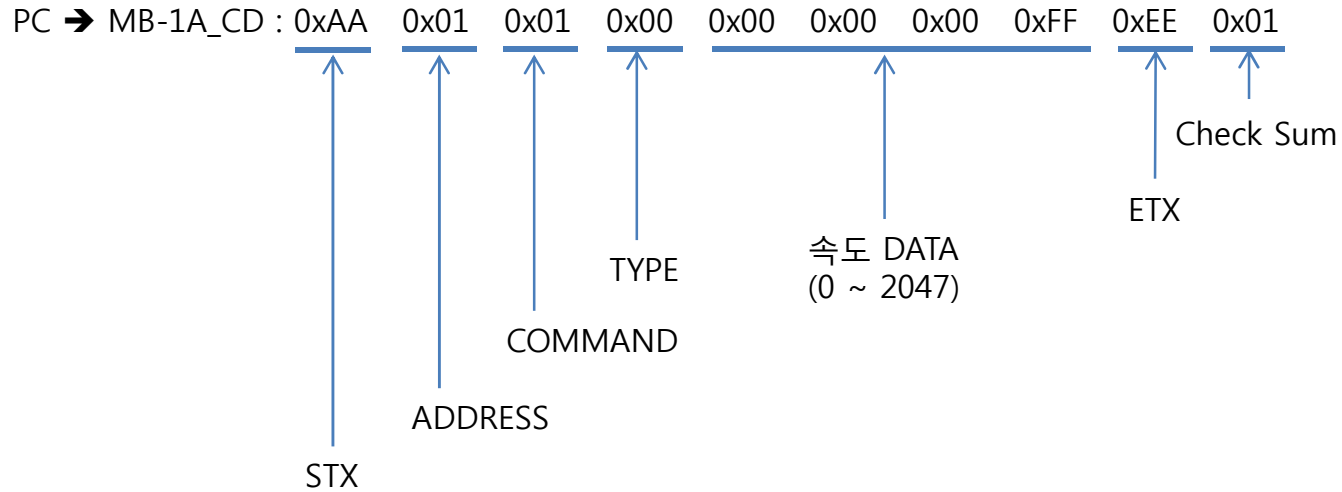 PC ➔ MB-1A_CD : 0xAA 0x01 0x01 0x00 0x00 0x00 0x00 0xFF 0xEE 0x01
Check Sum
ETX
속도 DATA
(0 ~ 2047)
TYPE
COMMAND
ADDRESS
STX